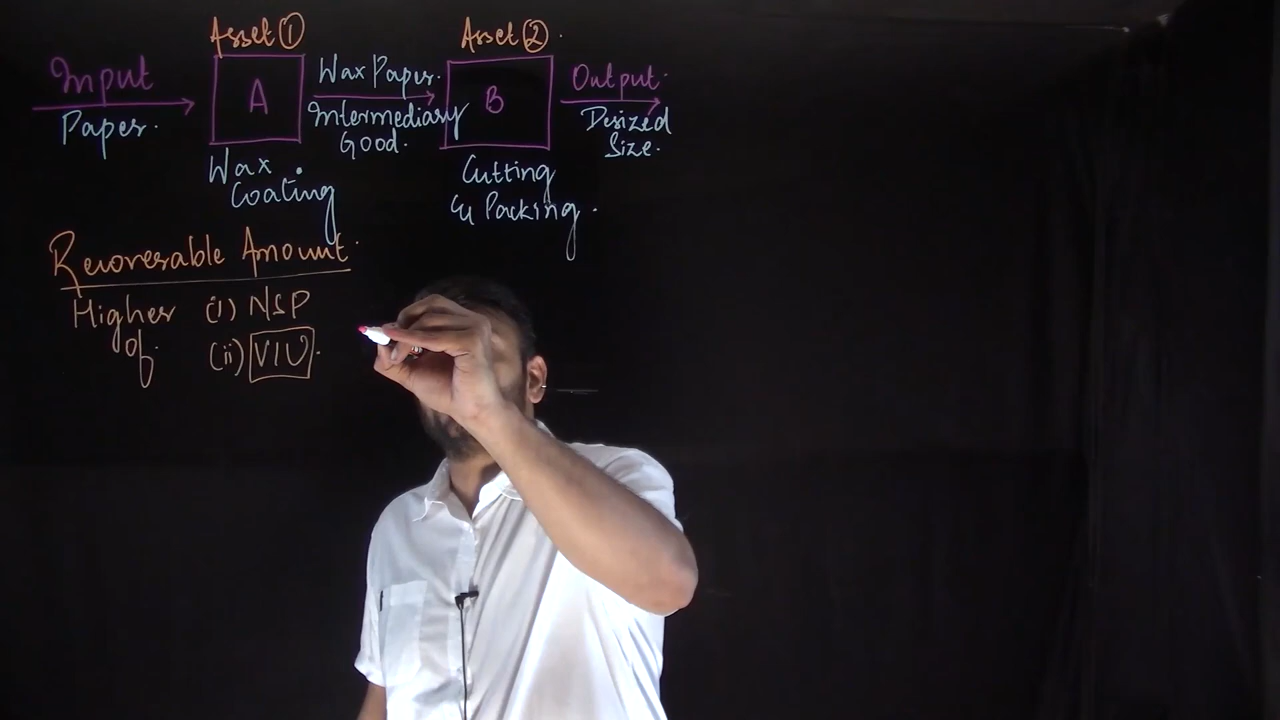 Asset ①
Asset ②.
Input
Paper.
A
Wax Paper.
Intermediary
Good.
B
Output.
Desized
Size.
Wax
Coating
Cutting
& Packing.
Recoverable Amount.
Higher (i) NSP
of. (ii) VIU.